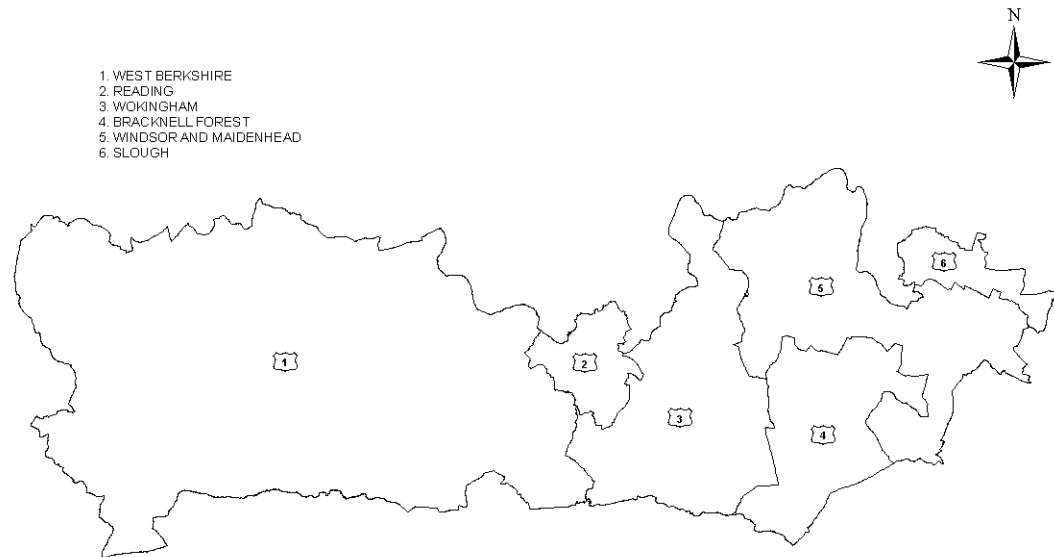 N
1. WEST BERKSHIRE
2. READING
3. WOKINGHAM
4. BRACKNELL FOREST
5. WINDSOR AND MAIDENHEAD
6. SLOUGH
6
5
1
2
3
4